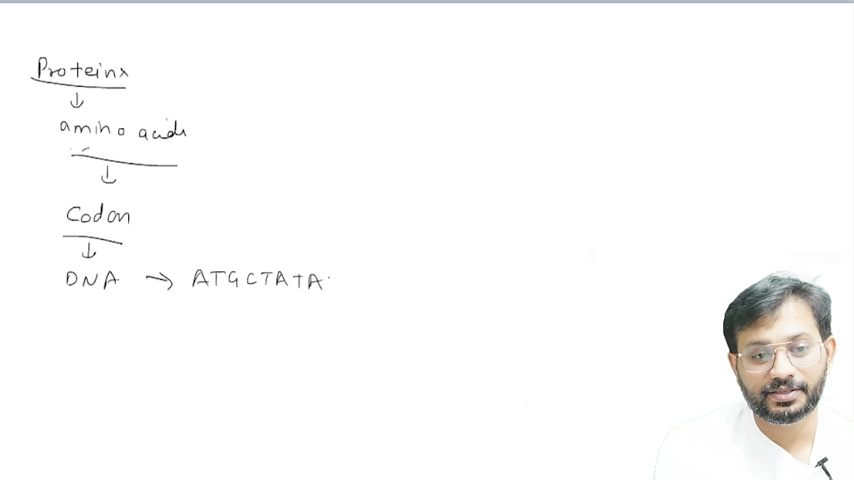 Proteins
↓
amino acids
↓
Codon
↓
DNA → ATGCTATA